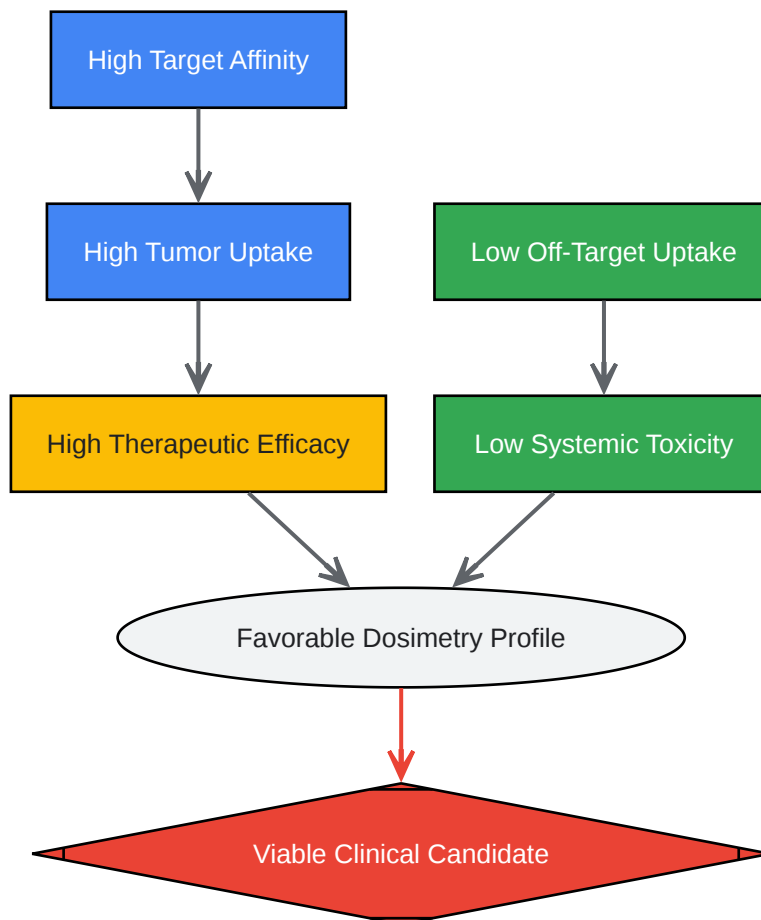 High Target Affinity
High Tumor Uptake
Low Off-Target Uptake
High Therapeutic Efficacy
Low Systemic Toxicity
Favorable Dosimetry Profile
Viable Clinical Candidate